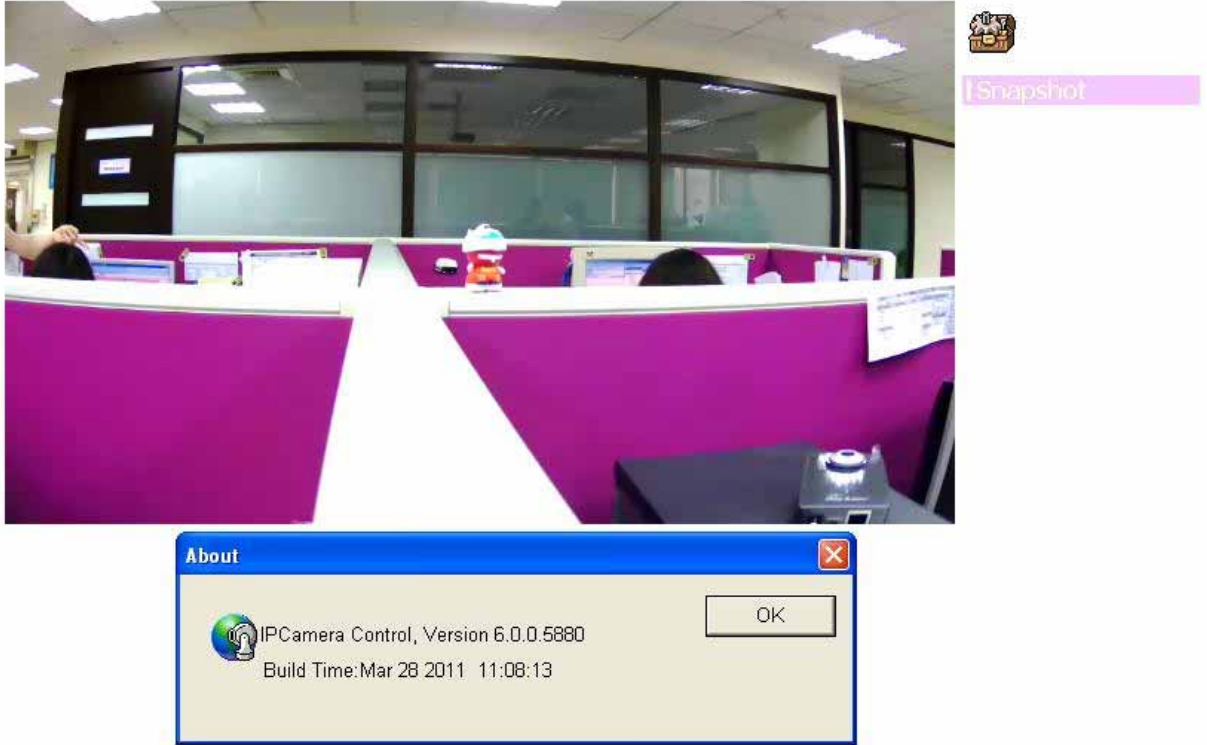 Snapshot
About
OK
IPCamera Control, Version 6.0.0.5880
Build Time:Mar 28 2011 11:08:13